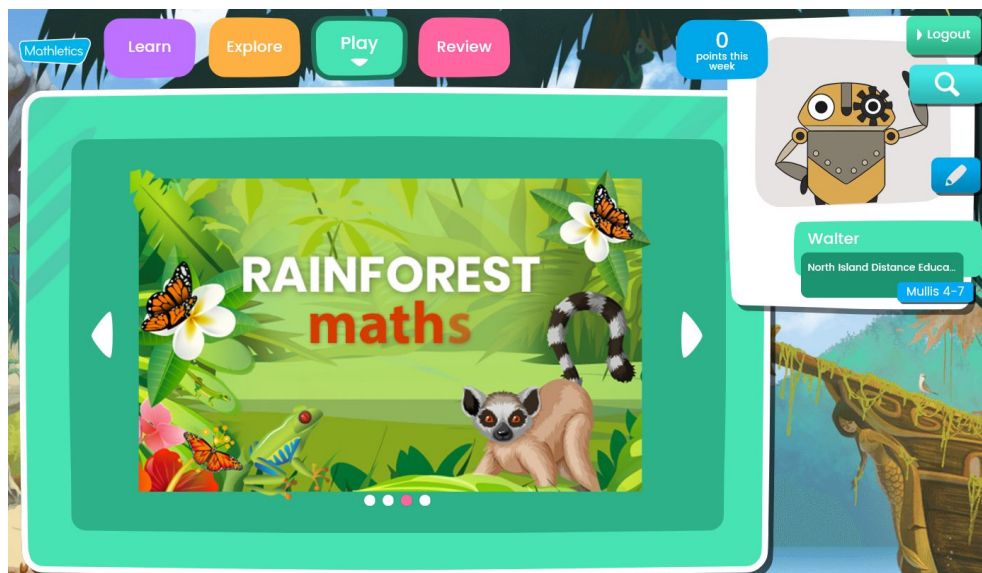 Mathletics
Learn
Explore
Play
Review
0
points this
week
Logout
RAINFOREST
maths
Walter
North Island Distance Educa...
Mullis 4-7